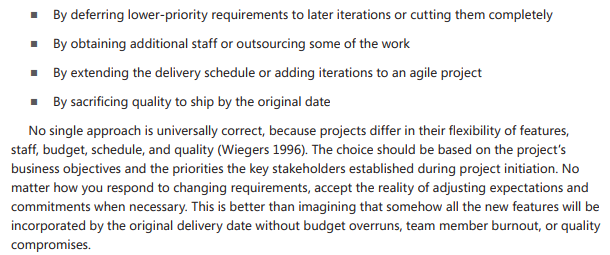 ■ By deferring lower-priority requirements to later iterations or cutting them completely
■ By obtaining additional staff or outsourcing some of the work
■ By extending the delivery schedule or adding iterations to an agile project
■ By sacrificing quality to ship by the original date
No single approach is universally correct, because projects differ in their flexibility of features,
staff, budget, schedule, and quality (Wiegers 1996). The choice should be based on the project’s
business objectives and the priorities the key stakeholders established during project initiation. No
matter how you respond to changing requirements, accept the reality of adjusting expectations and
commitments when necessary. This is better than imagining that somehow all the new features will be
incorporated by the original delivery date without budget overruns, team member burnout, or quality
compromises.